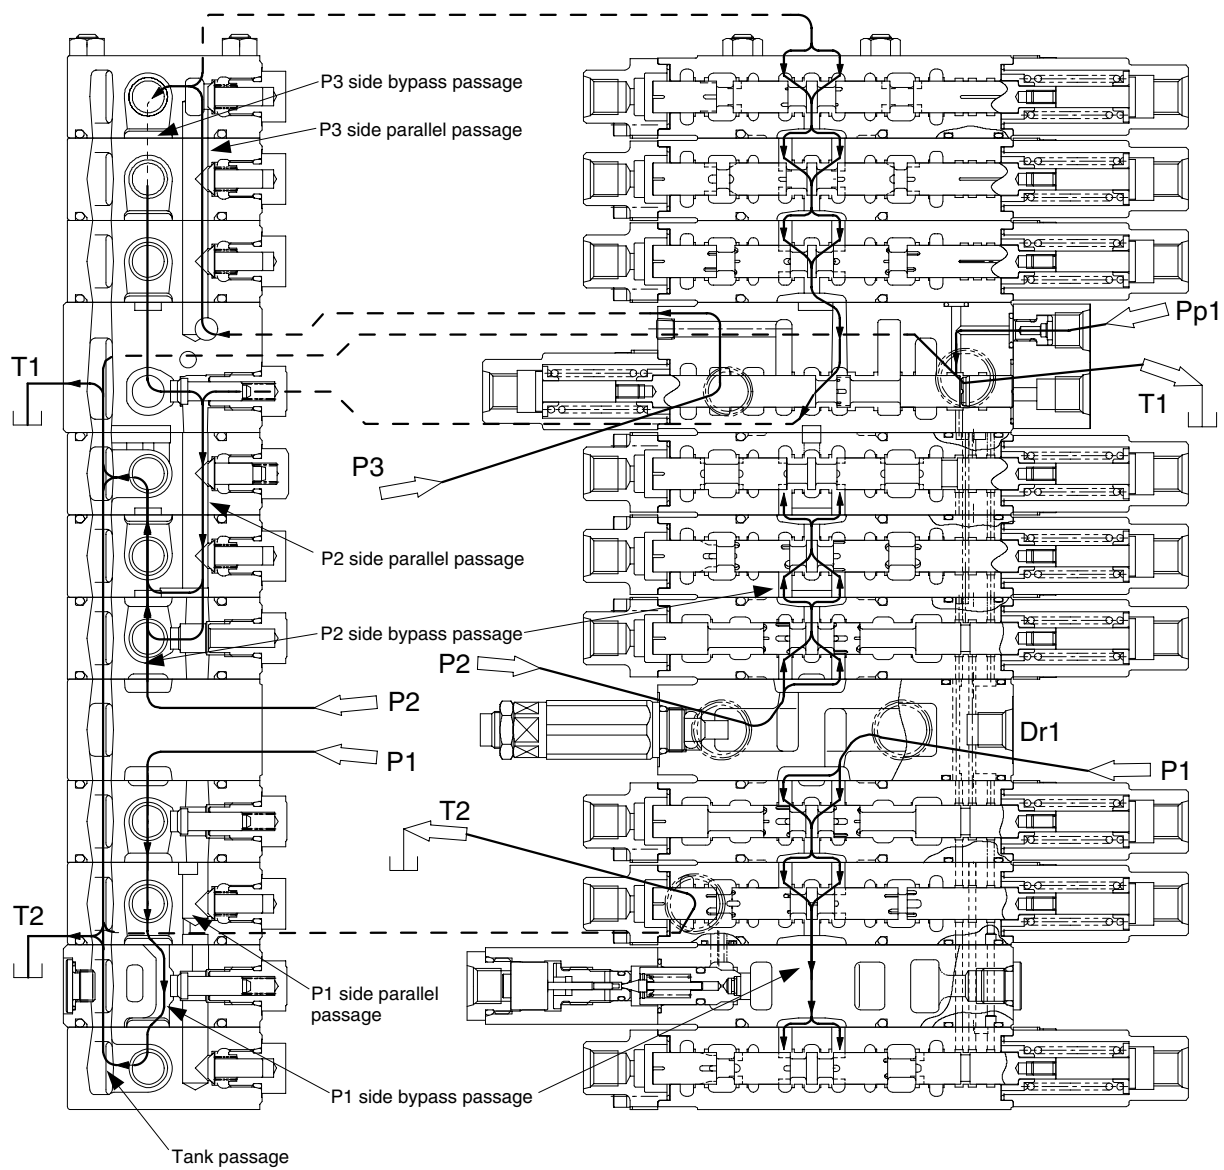 P3 side bypass passage
P3 side parallel passage
Pp1
T1
T1
P3
P2 side parallel passage
P2 side bypass passage
P2
P2
Dr1
P1
P1
T2
T2
P1 side parallel
passage
P1 side bypass passage
Tank passage